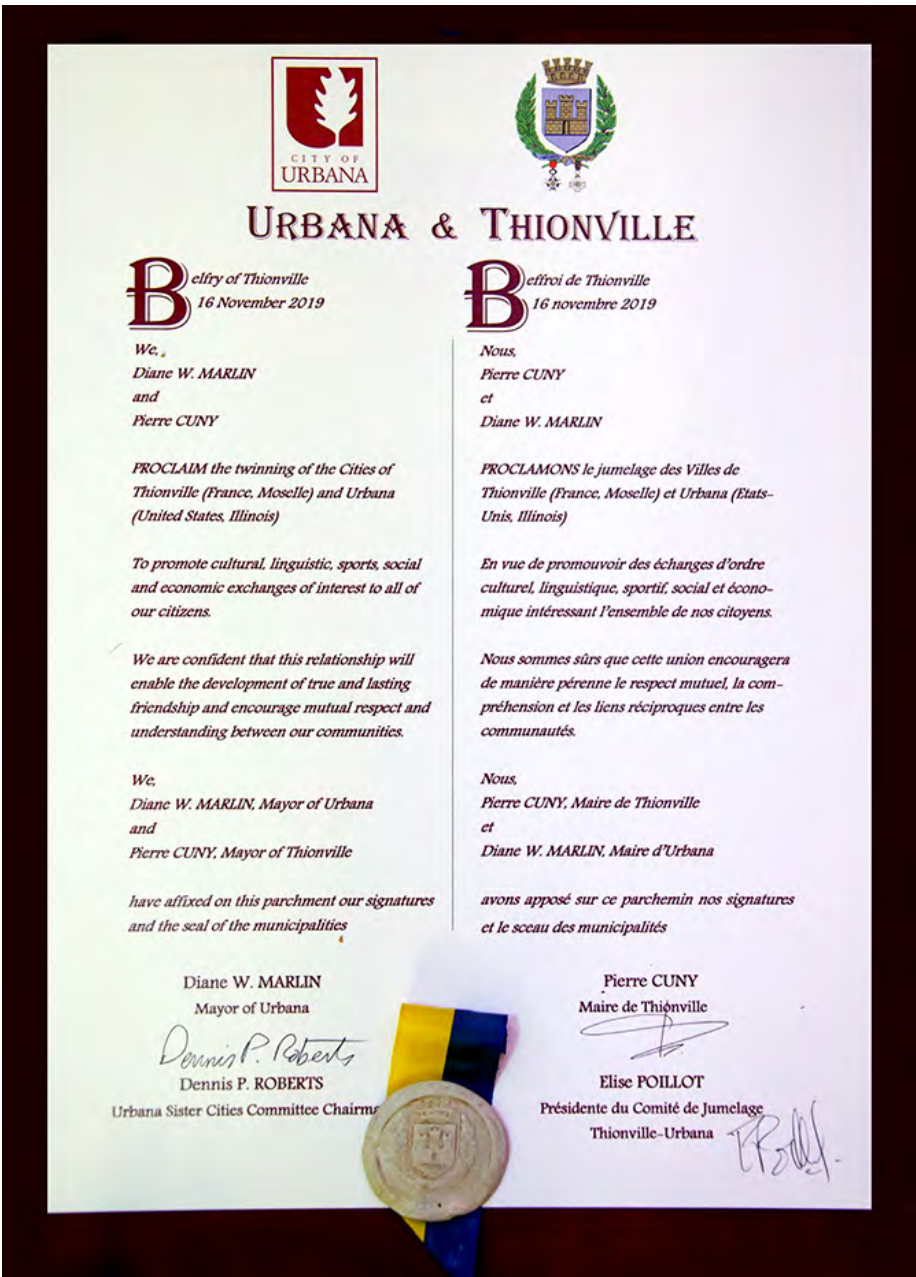 CITY OF
URBANA
URBANA & THIONVILLE
Belfry of Thionville
16 November 2019
We,
Diane W. MARLIN
and
Pierre CUNY
PROCLAIM the twinning of the Cities of
Thionville (France, Moselle) and Urbana
(United States, Illinois)
To promote cultural, linguistic, sports, social
and economic exchanges of interest to all of
our citizens.
We are confident that this relationship will
enable the development of true and lasting
friendship and encourage mutual respect and
understanding between our communities.
We,
Diane W. MARLIN, Mayor of Urbana
and
Pierre CUNY, Mayor of Thionville
have affixed on this parchment our signatures
and the seal of the municipalities
Beffroi de Thionville
16 novembre 2019
Nous,
Pierre CUNY
et
Diane W. MARLIN
PROCLAMONS le jumelage des Villes de
Thionville (France, Moselle) et Urbana (Etats-
Unis, Illinois)
En vue de promouvoir des échanges d'ordre
culturel, linguistique, sportif, social et écono-
mique intéressant l'ensemble de nos citoyens.
Nous sommes sûrs que cette union encouragera
de manière pérenne le respect mutuel, la com-
préhension et les liens réciproques entre les
communautés.
Nous,
Pierre CUNY, Maire de Thionville
et
Diane W. MARLIN, Maire d'Urbana
avons apposé sur ce parchemin nos signatures
et le sceau des municipalités
Diane W. MARLIN
Mayor of Urbana
Dennis P. Roberts
Dennis P. ROBERTS
Urbana Sister Cities Committee Chairma
Pierre CUNY
Maire de Thionville
Elise POILLOT
Présidente du Comité de Jumelage
Thionville-Urbana